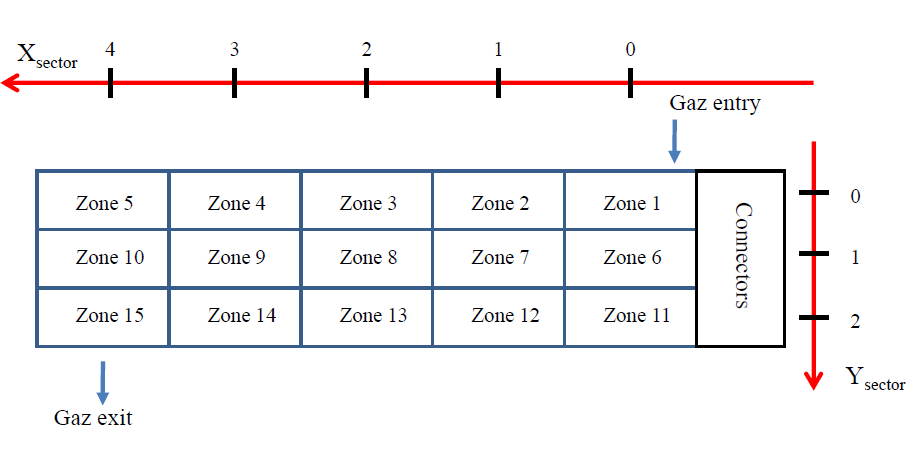 X sector 4 3 2 1 0
Gaz entry
Zone 5 Zone 4 Zone 3 Zone 2 Zone 1 Connectors 0
Zone 10 Zone 9 Zone 8 Zone 7 Zone 6 1
Zone 15 Zone 14 Zone 13 Zone 12 Zone 11 2
Y sector
Gaz exit